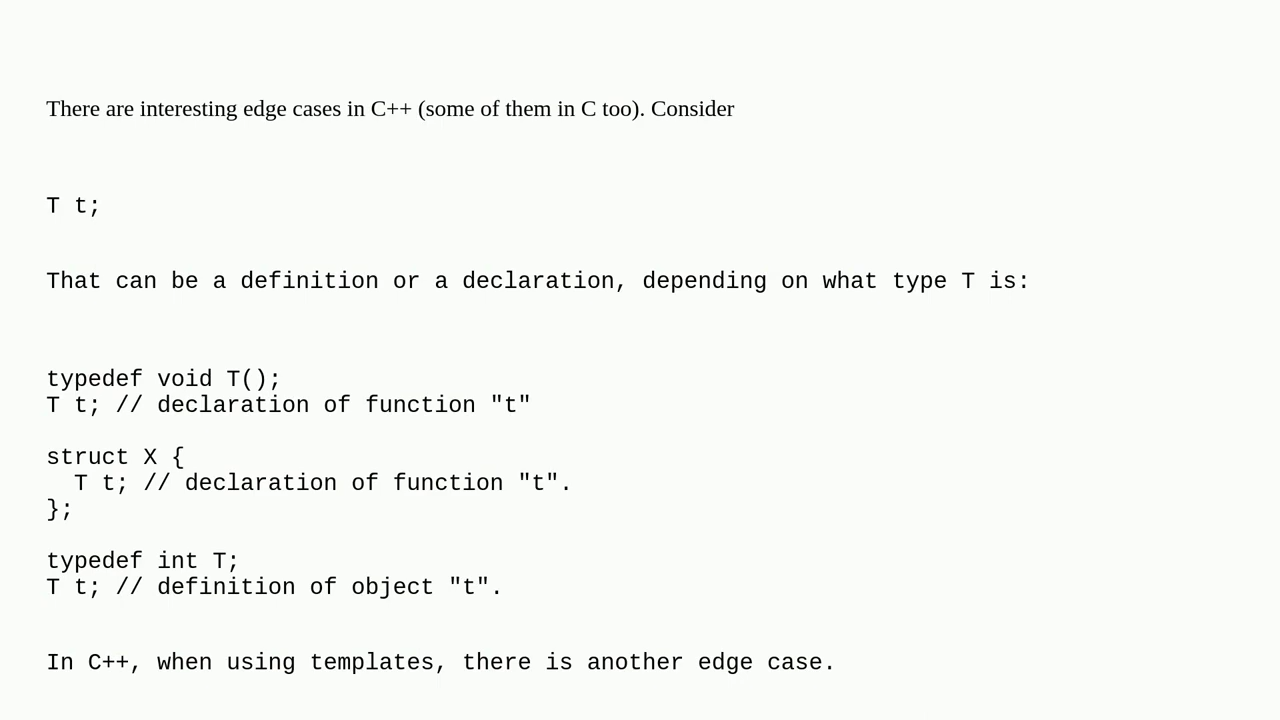 There are interesting edge cases in C++ (some of them in C too). Consider
T t;
That can be a definition or a declaration, depending on what type T is:
typedef void T();
T t; // declaration of function "t"
struct X {
  T t; // declaration of function "t".
};
typedef int T;
T t; // definition of object "t".
In C++, when using templates, there is another edge case.